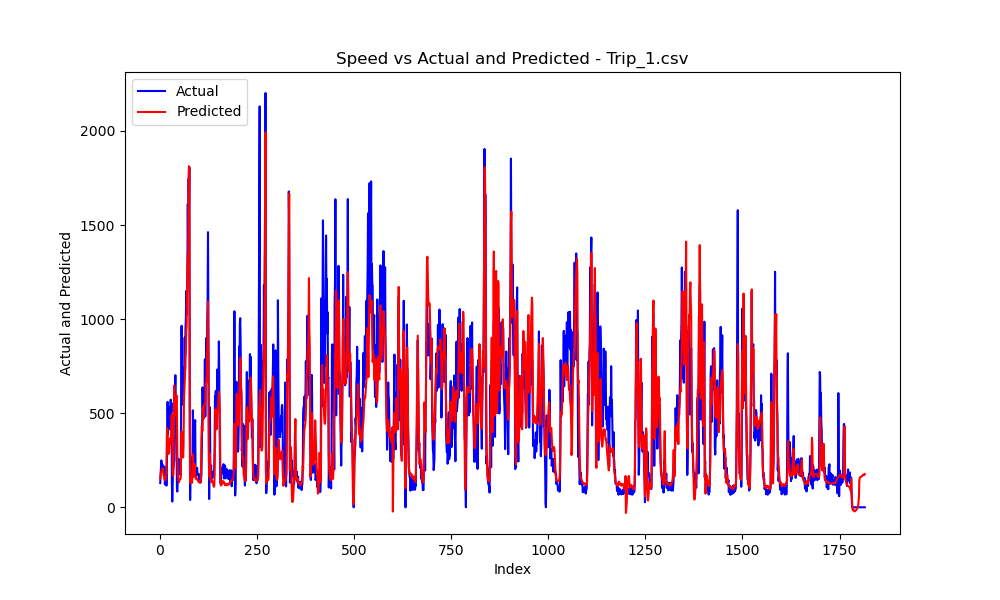 Speed vs Actual and Predicted - Trip_1.csv
Actual
Predicted
2000
1500
1000
500
0
Actual and Predicted
0 250 500 750 1000 1250 1500 1750
Index